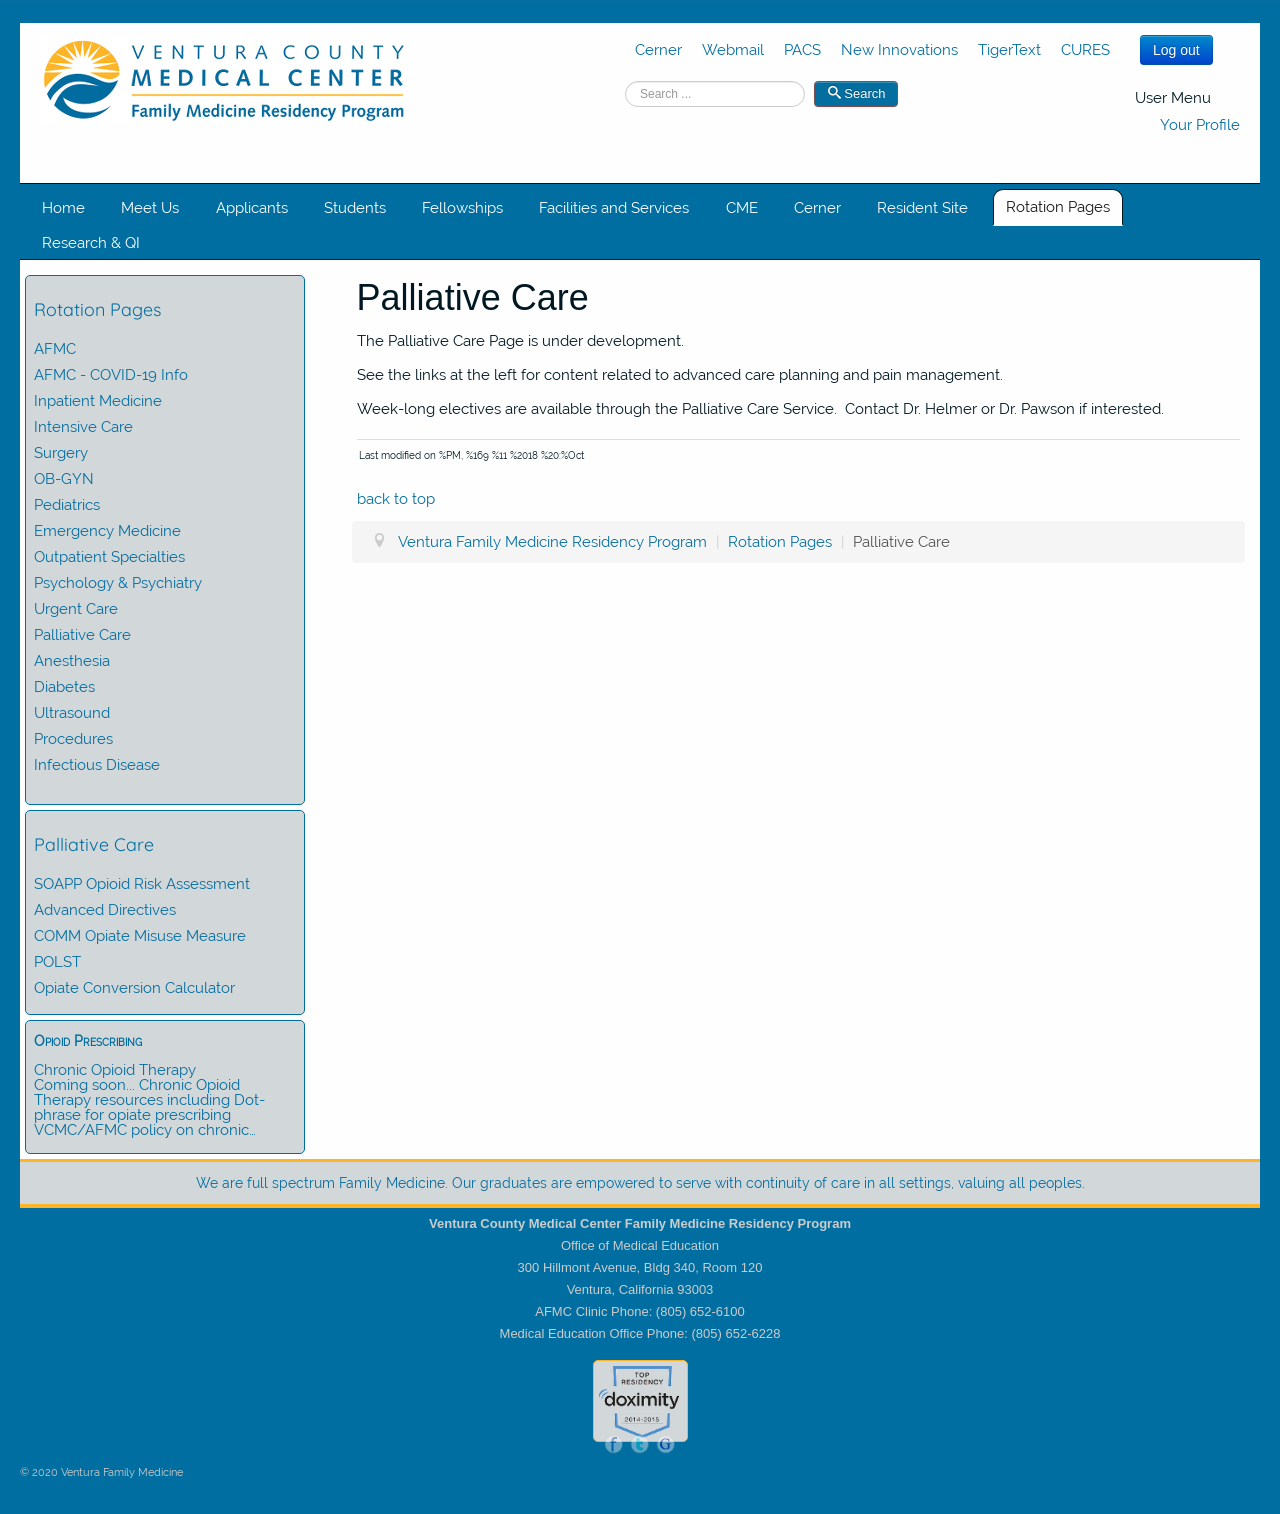 VENTURA COUNTY
MEDICAL CENTER
Family Medicine Residency Program
Cerner Webmail PACS New Innovations TigerText CURES Log out
Search ... Search
User Menu
Your Profile
Home Meet Us Applicants Students Fellowships Facilities and Services CME Cerner Resident Site Rotation Pages
Research & QI
Rotation Pages
AFMC
AFMC - COVID-19 Info
Inpatient Medicine
Intensive Care
Surgery
OB-GYN
Pediatrics
Emergency Medicine
Outpatient Specialties
Psychology & Psychiatry
Urgent Care
Palliative Care
Anesthesia
Diabetes
Ultrasound
Procedures
Infectious Disease
Palliative Care
SOAPP Opioid Risk Assessment
Advanced Directives
COMM Opiate Misuse Measure
POLST
Opiate Conversion Calculator
Opioid Prescribing
Chronic Opioid Therapy
Coming soon... Chronic Opioid
Therapy resources including Dot-
phrase for opiate prescribing
VCMC/AFMC policy on chronic...
Palliative Care
The Palliative Care Page is under development.
See the links at the left for content related to advanced care planning and pain management.
Week-long electives are available through the Palliative Care Service.  Contact Dr. Helmer or Dr. Pawson if interested.
Last modified on %PM, %169 %11 %2018 %20:%Oct
back to top
Ventura Family Medicine Residency Program | Rotation Pages | Palliative Care
We are full spectrum Family Medicine. Our graduates are empowered to serve with continuity of care in all settings, valuing all peoples.
Ventura County Medical Center Family Medicine Residency Program
Office of Medical Education
300 Hillmont Avenue, Bldg 340, Room 120
Ventura, California 93003
AFMC Clinic Phone: (805) 652-6100
Medical Education Office Phone: (805) 652-6228
TOP
RESIDENCY
doximity
2014-2015
f t G
© 2020 Ventura Family Medicine